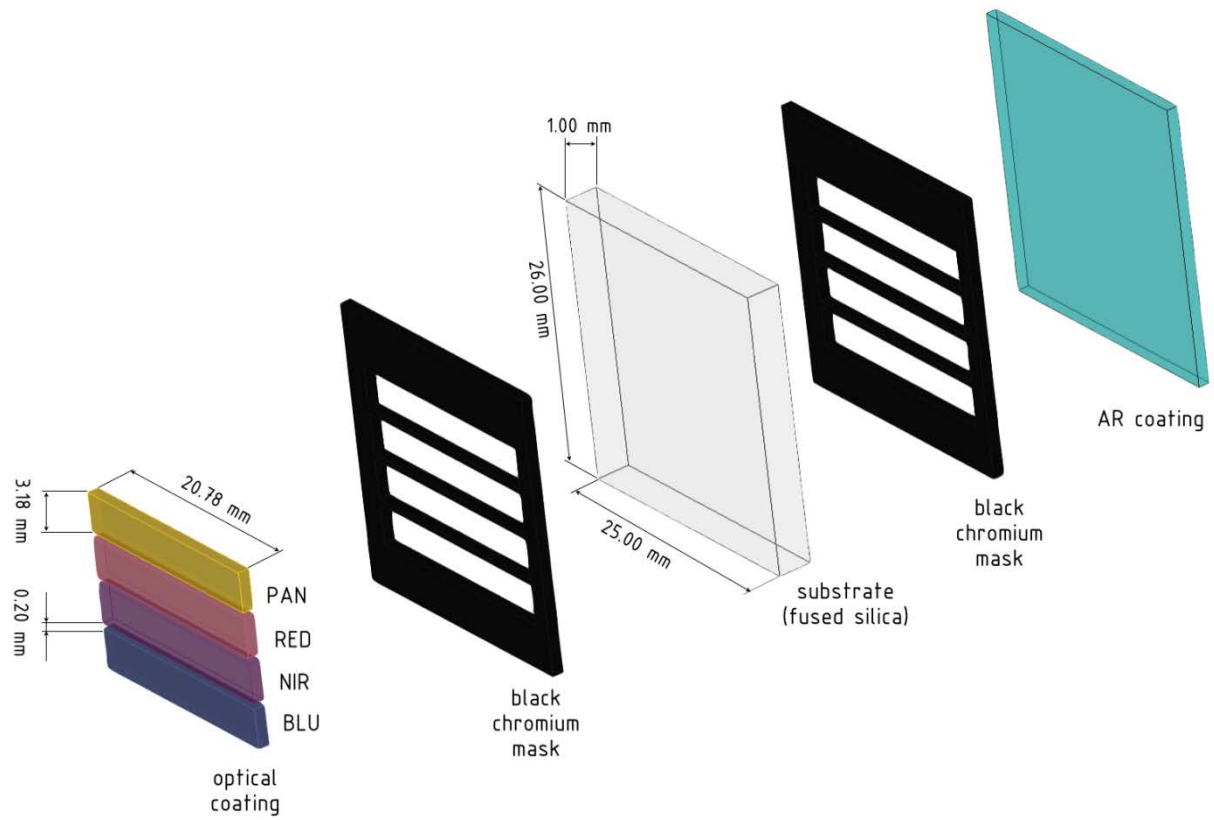 1.00 mm
26.00 mm
25.00 mm
substrate
(fused silica)
black
chromium
mask
AR coating
3.18 mm
20.78 mm
0.20 mm
PAN
RED
NIR
BLU
optical
coating
black
chromium
mask